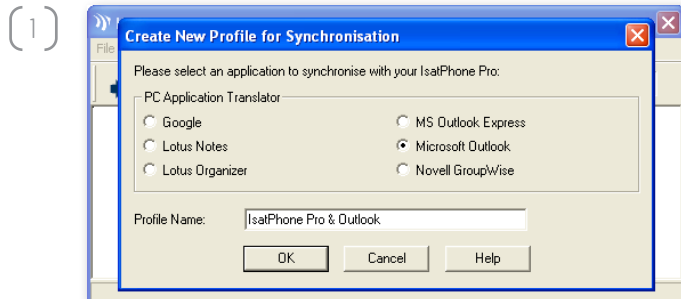 1
Create New Profile for Synchronisation
File
Please select an application to synchronise with your IsatPhone Pro:
PC Application Translator
Google MS Outlook Express
Lotus Notes Microsoft Outlook
Lotus Organizer Novell GroupWise
Profile Name: IsatPhone Pro & Outlook
OK Cancel Help